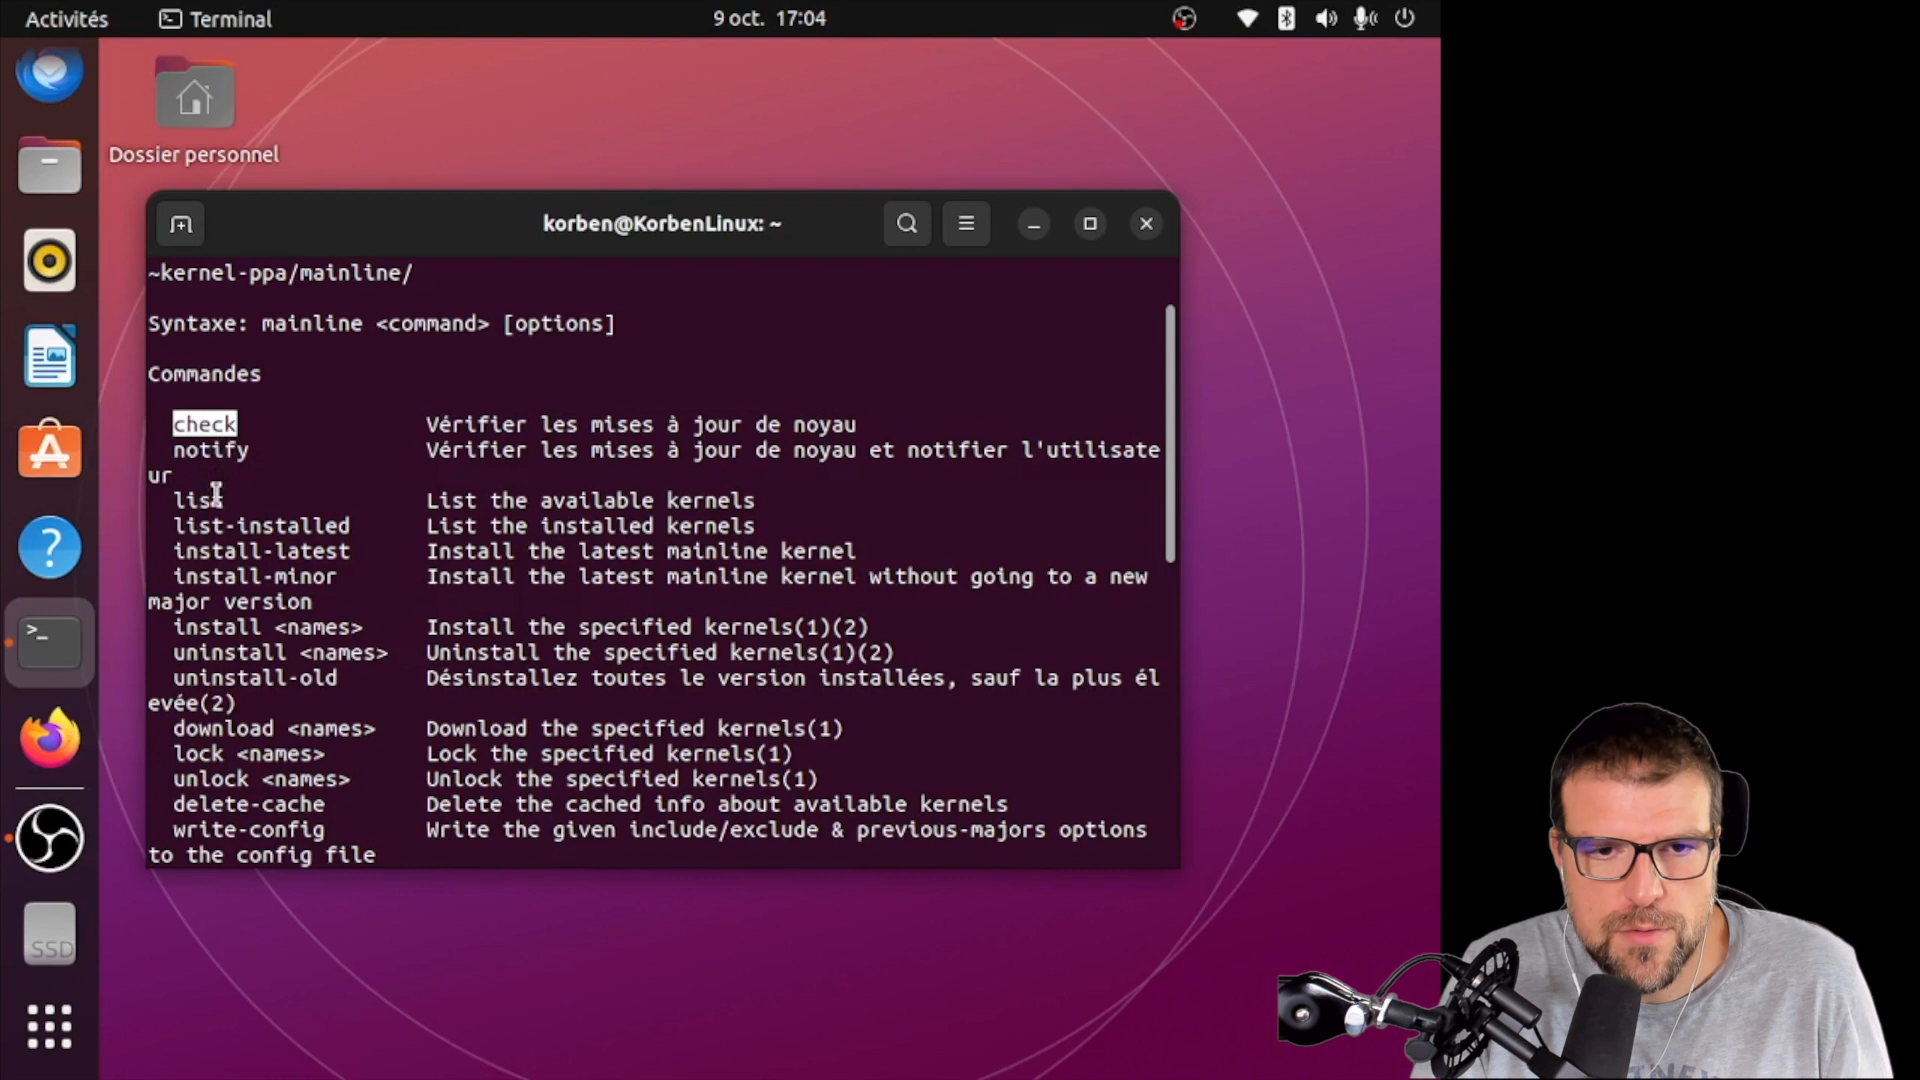 Activités
Terminal
9 oct. 17:04
Dossier personnel
korben@KorbenLinux: ~
~kernel-ppa/mainline/
Syntaxe: mainline <command> [options]
Commandes
check Vérifier les mises à jour de noyau
notify Vérifier les mises à jour de noyau et notifier l'utilisate
ur
list List the available kernels
list-installed List the installed kernels
install-latest Install the latest mainline kernel
install-minor Install the latest mainline kernel without going to a new
major version
install <names> Install the specified kernels(1)(2)
uninstall <names> Uninstall the specified kernels(1)(2)
uninstall-old Désinstallez toutes le version installées, sauf la plus él
evée(2)
download <names> Download the specified kernels(1)
lock <names> Lock the specified kernels(1)
unlock <names> Unlock the specified kernels(1)
delete-cache Delete the cached info about available kernels
write-config Write the given include/exclude & previous-majors options
to the config file
SSD